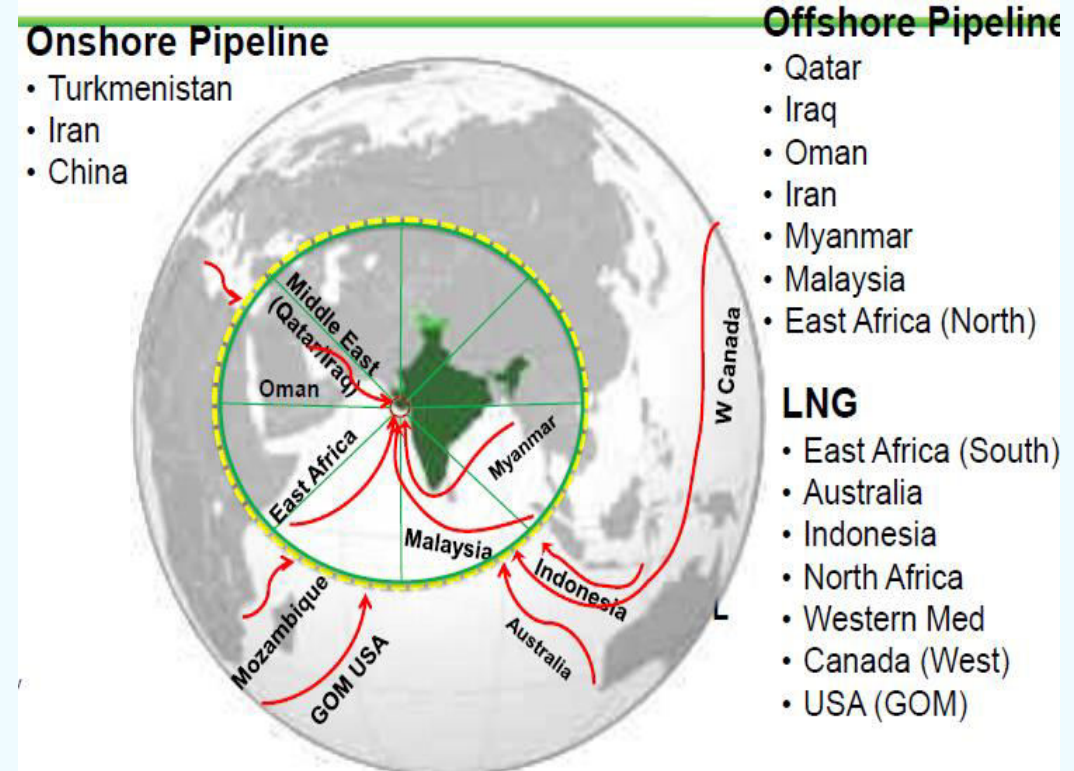 Onshore Pipeline
• Turkmenistan
• Iran
• China
Offshore Pipeline
• Qatar
• Iraq
• Oman
• Iran
• Myanmar
• Malaysia
• East Africa (North)
LNG
• East Africa (South)
• Australia
• Indonesia
• North Africa
• Western Med
• Canada (West)
• USA (GOM)
Middle East
(Qatar/Iraq)
Oman
East Africa
Myanmar
Malaysia
W Canada
Indonesia
Australia
Mozambique
GOM USA
L